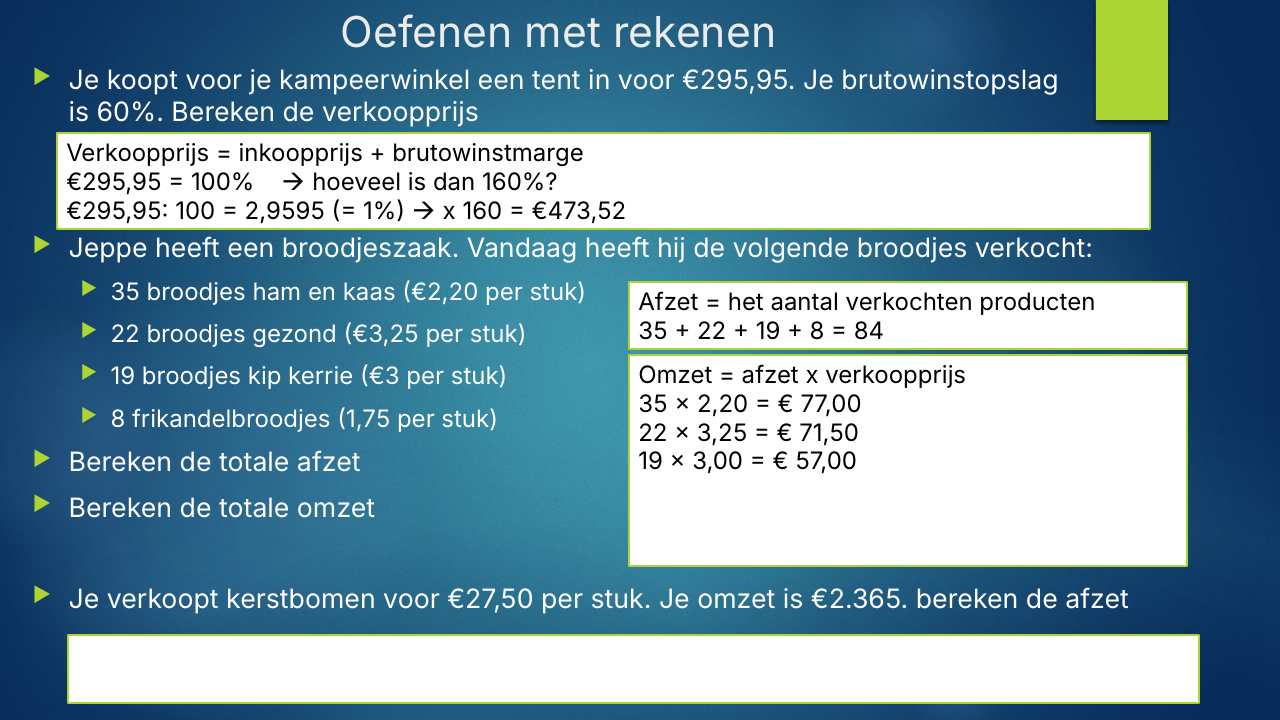 Oefenen met rekenen
Je koopt voor je kampeerwinkel een tent in voor €295,95. Je brutowinstopslag
is 60%. Bereken de verkoopprijs
Verkoopprijs = inkoopprijs + brutowinstmarge
€295,95 = 100% → hoeveel is dan 160%?
€295,95: 100 = 2,9595 (= 1%) → x 160 = €473,52
Jeppe heeft een broodjeszaak. Vandaag heeft hij de volgende broodjes verkocht:
35 broodjes ham en kaas (€2,20 per stuk)
22 broodjes gezond (€3,25 per stuk)
19 broodjes kip kerrie (€3 per stuk)
8 frikandelbroodjes (1,75 per stuk)
Bereken de totale afzet
Bereken de totale omzet
Afzet = het aantal verkochten producten
35 + 22 + 19 + 8 = 84
Omzet = afzet x verkoopprijs
35 × 2,20 = € 77,00
22 × 3,25 = € 71,50
19 × 3,00 = € 57,00
Je verkoopt kerstbomen voor €27,50 per stuk. Je omzet is €2.365. bereken de afzet